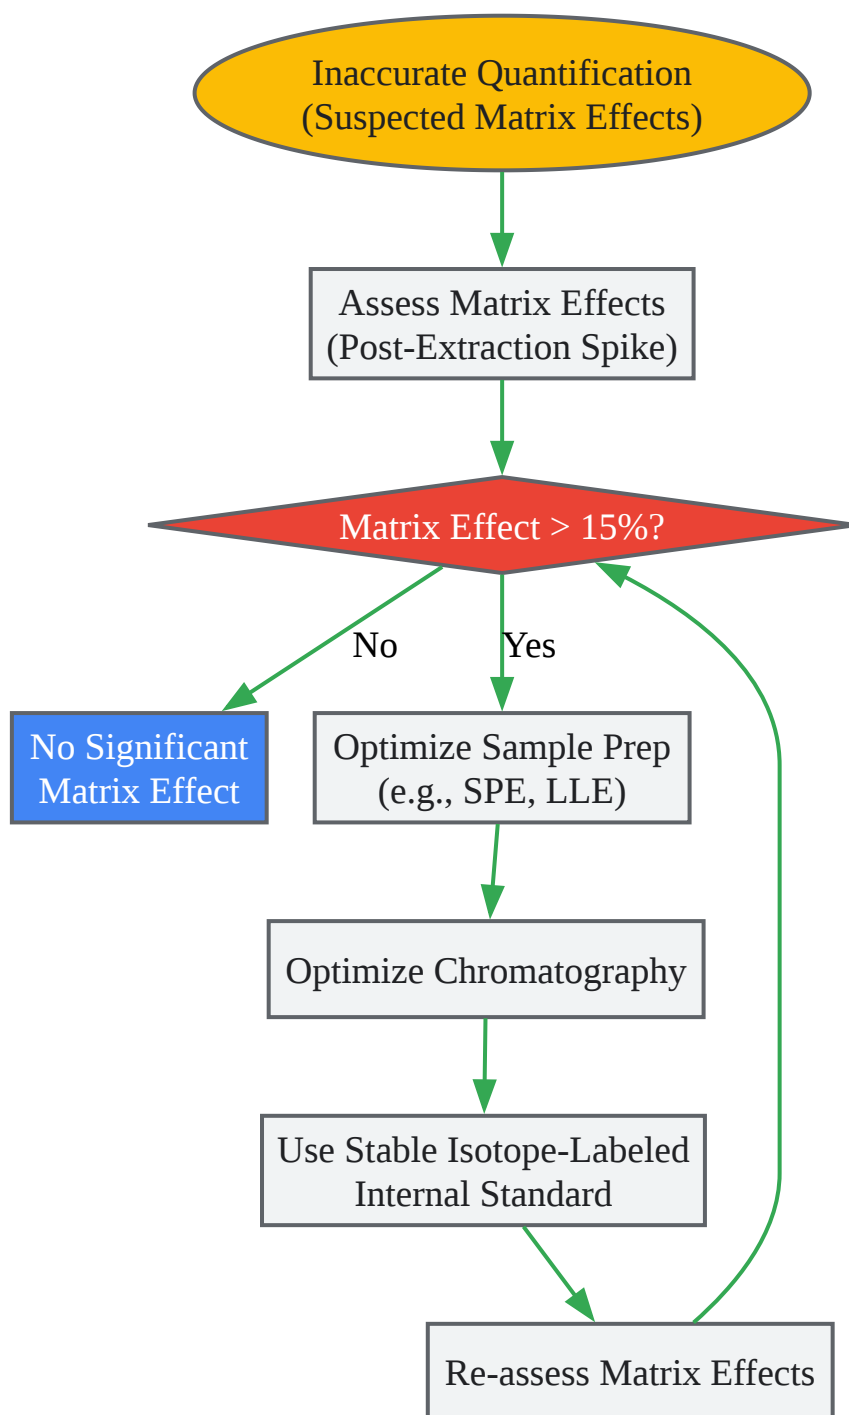 Inaccurate Quantification
(Suspected Matrix Effects)
Assess Matrix Effects
(Post-Extraction Spike)
Matrix Effect > 15%?
No
Yes
No Significant
Matrix Effect
Optimize Sample Prep
(e.g., SPE, LLE)
Optimize Chromatography
Use Stable Isotope-Labeled
Internal Standard
Re-assess Matrix Effects